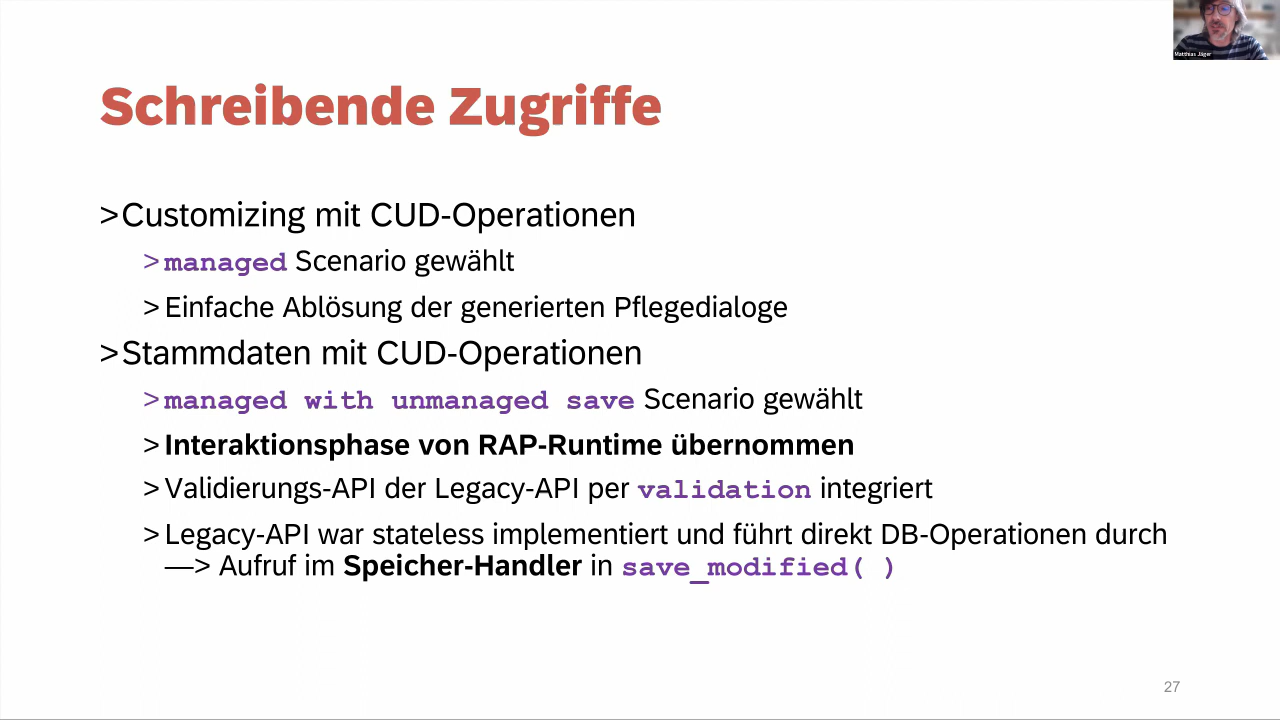 Matthias Jäger
Schreibende Zugriffe
>Customizing mit CUD-Operationen
>managed Scenario gewählt
>Einfache Ablösung der generierten Pflegedialoge
>Stammdaten mit CUD-Operationen
>managed with unmanaged save Scenario gewählt
>Interaktionsphase von RAP-Runtime übernommen
>Validierungs-API der Legacy-API per validation integriert
>Legacy-API war stateless implementiert und führt direkt DB-Operationen durch
—> Aufruf im Speicher-Handler in save_modified( )
27